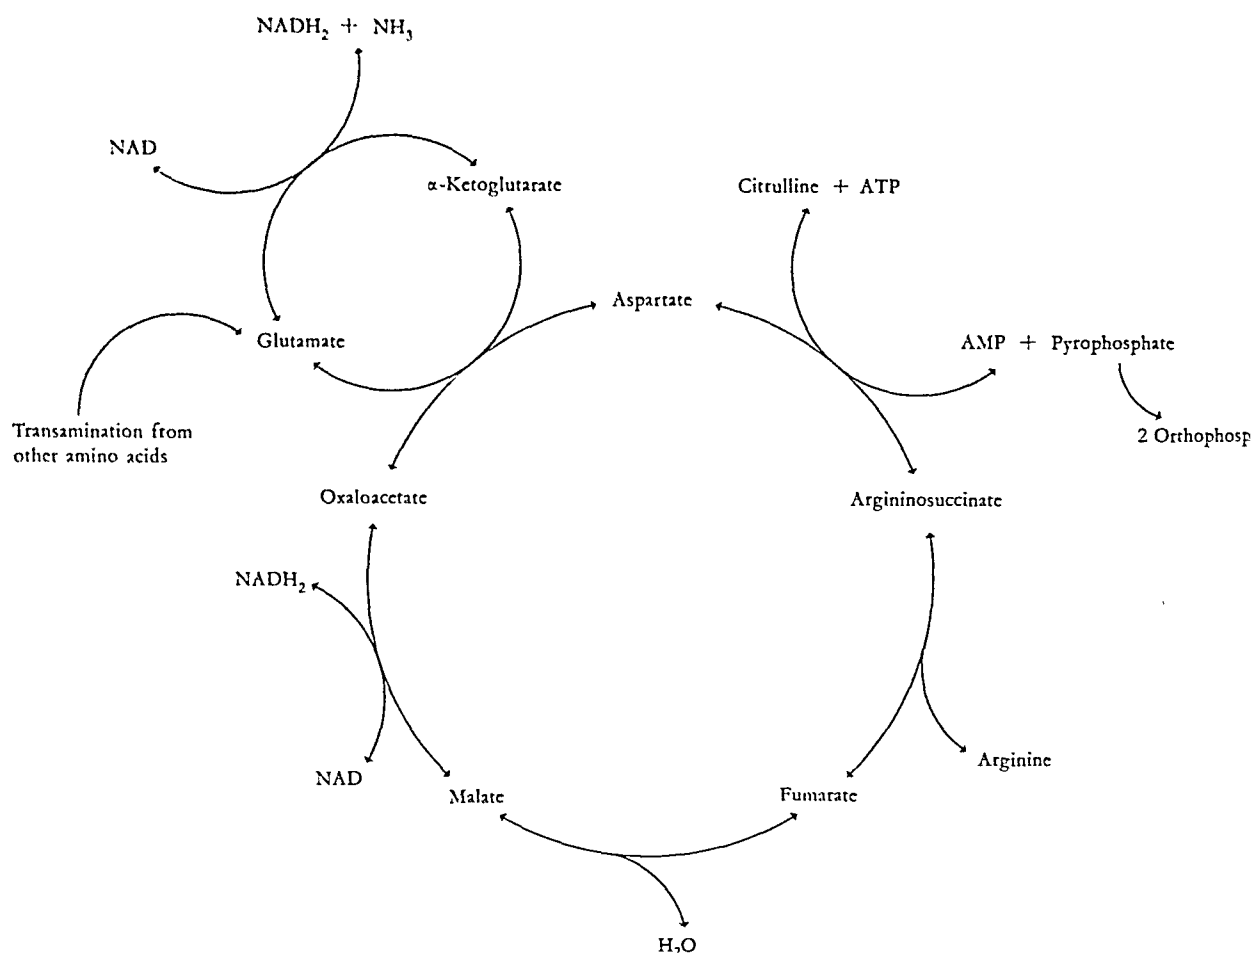 NADH₂ + NH₃
NAD
α-Ketoglutarate
Citrulline + ATP
Aspartate
Glutamate
AMP + Pyrophosphate
Transamination from
other amino acids
2 Orthophosp
Oxaloacetate
Argininosuccinate
NADH₂
Arginine
NAD
Malate
Fumarate
H₂O